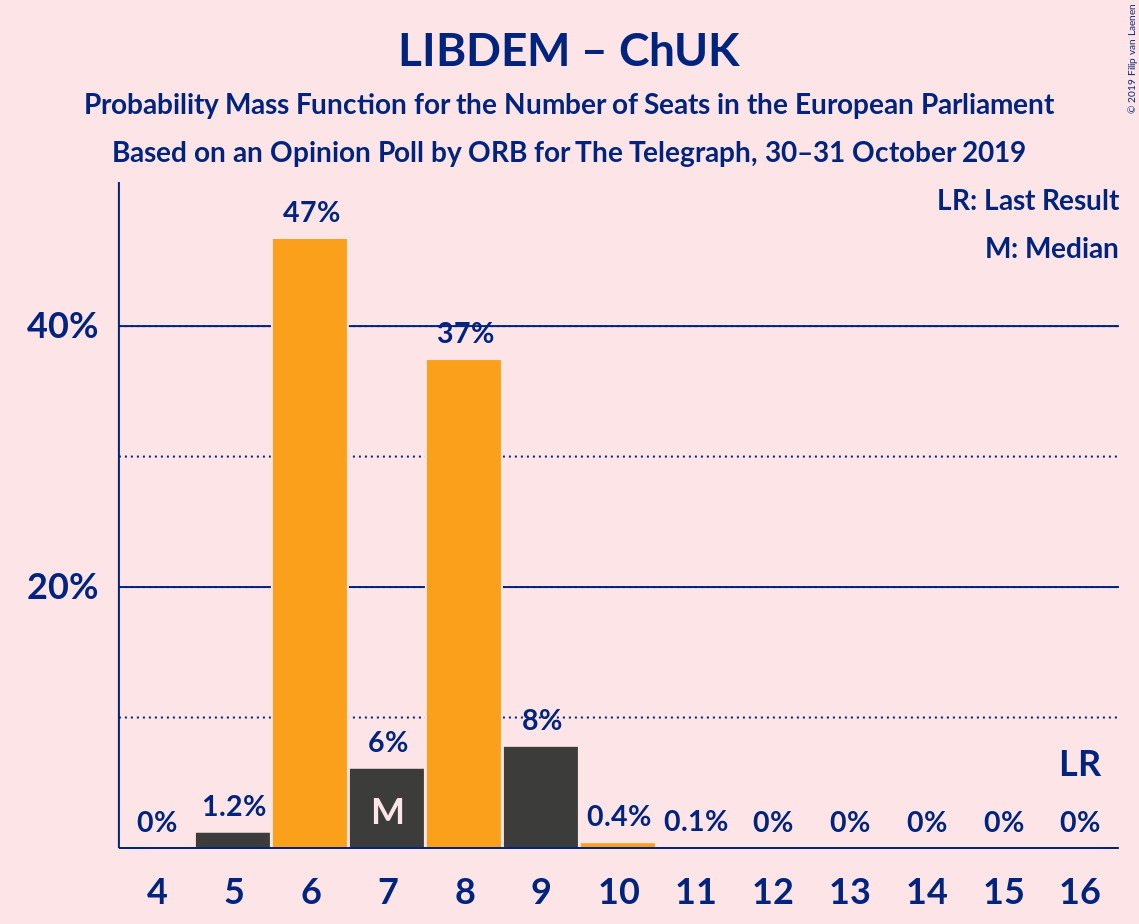 LIBDEM – ChUK
Probability Mass Function for the Number of Seats in the European Parliament
Based on an Opinion Poll by ORB for The Telegraph, 30–31 October 2019
© 2019 Filip van Laenen
LR: Last Result
M: Median
40%
20%
0%
1.2%
47%
6%
37%
8%
0.4%
0.1%
0%
0%
0%
0%
0%
M
LR
4 5 6 7 8 9 10 11 12 13 14 15 16